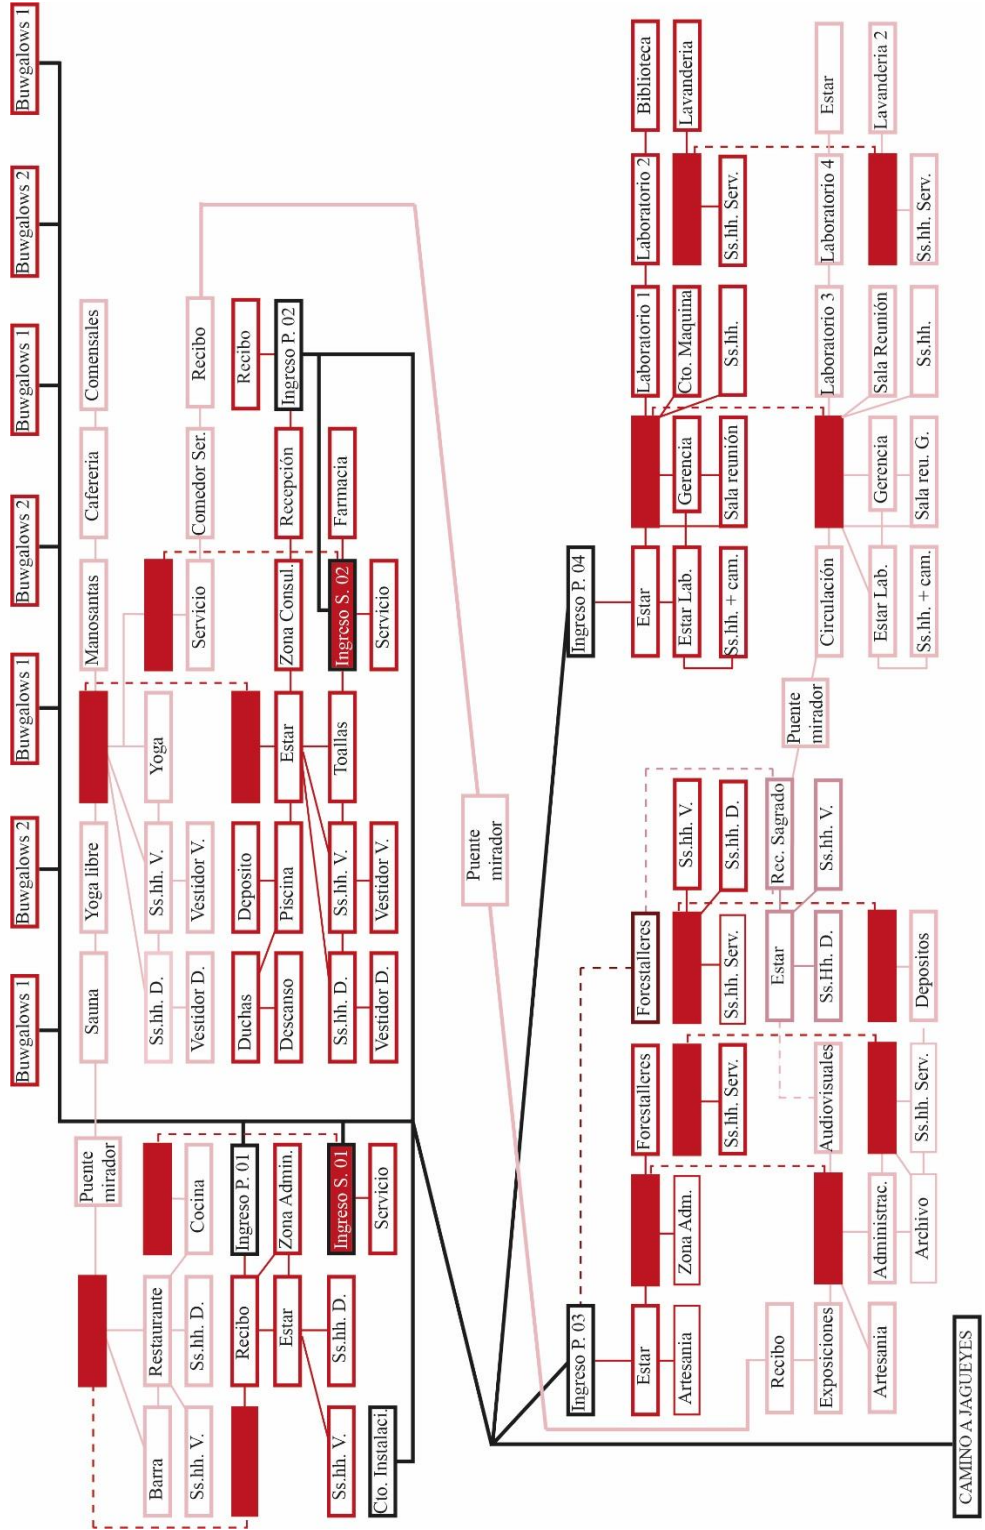 Buwgalows 1
Buwgalows 2
Buwgalows 1
Buwgalows 2
Buwgalows 1
Buwgalows 2
Buwgalows 1
Puente
mirador
Sauna
Yoga libre
Manosantas
Cafereria
Comensales
Barra
Restaurante
Ss.hh. D.
Ss.hh. V.
Yoga
Ss.hh. V.
Ss.hh. D.
Cocina
Vestidor D.
Vestidor V.
Servicio
Comedor Ser.
Recibo
Recibo
Ingreso P. 01
Duchas
Deposito
Recibo
Estar
Zona Admin.
Descanso
Piscina
Estar
Zona Consul.
Recepción
Ingreso P. 02
Ss.hh. V.
Ss.hh. D.
Ingreso S. 01
Ss.hh. D.
Ss.hh. V.
Toallas
Ingreso S. 02
Farmacia
Cto. Instalaci.
Servicio
Vestidor D.
Vestidor V.
Servicio
Puente
mirador
Ingreso P. 03
Ingreso P. 04
Estar
Forestalleres
Forestalleres
Estar
Laboratorio 1
Laboratorio 2
Biblioteca
Artesania
Zona Adm.
Ss.hh. V.
Estar Lab.
Gerencia
Cto. Maquina
Lavanderia
Ss.hh. Serv.
Ss.hh. Serv.
Ss.hh. D.
Ss.hh. + cam.
Sala reunión
Ss.hh.
Ss.hh. Serv.
Recibo
Estar
Rec. Sagrado
Puente
mirador
Exposiciones
Audiovisuales
Ss.Hh. D.
Ss.hh. V.
Circulación
Laboratorio 3
Laboratorio 4
Estar
Artesania
Administrac.
Estar Lab.
Gerencia
Sala Reunión
Lavanderia 2
Archivo
Ss.hh. Serv.
Depositos
Ss.hh. + cam.
Sala reu. G.
Ss.hh.
Ss.hh. Serv.
CAMINO A JAGUEYES